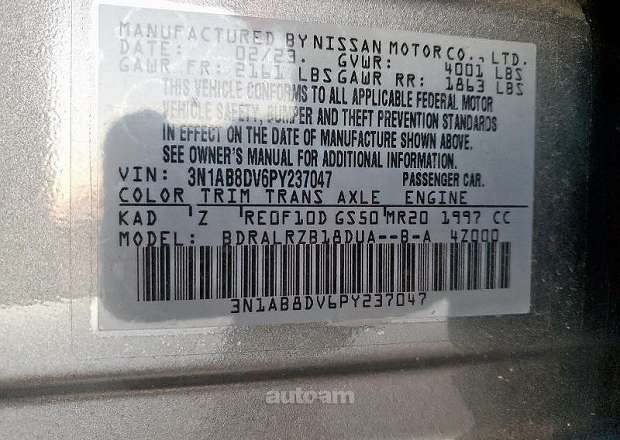 MANUFACTURED BY NISSAN MOTOR CO., LTD.
DATE: 02/23. GVWR: 4001 LBS
GAWR FR: 2161 LBS GAWR RR: 1863 LBS
THIS VEHICLE CONFORMS TO ALL APPLICABLE FEDERAL MOTOR
VEHICLE SAFETY, BUMPER AND THEFT PREVENTION STANDARDS
IN EFFECT ON THE DATE OF MANUFACTURE SHOWN ABOVE.
SEE OWNER'S MANUAL FOR ADDITIONAL INFORMATION.
VIN: 3N1AB8DV6PY237047 PASSENGER CAR.
COLOR TRIM TRANS AXLE ENGINE
KAD Z RE0F10D GS50 MR20 1997 CC
MODEL: BDRALRZB18DUA--B-A 4Z000
3N1AB8DV6PY237047
autoam